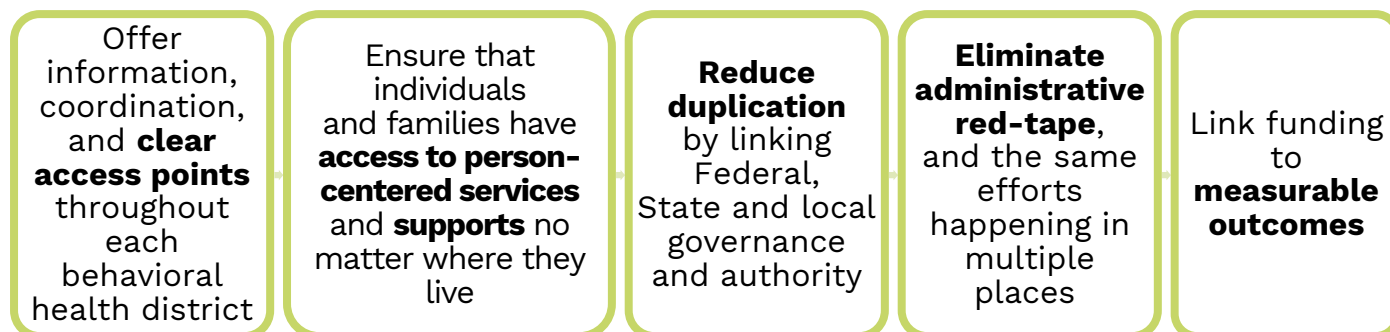 Offer
information,
coordination,
and clear
access points
throughout
each
behavioral
health district
Ensure that
individuals
and families have
access to person-
centered services
and supports no
matter where they
live
Reduce
duplication
by linking
Federal,
State and local
governance
and authority
Eliminate
administrative
red-tape,
and the same
efforts
happening in
multiple
places
Link funding
to
measurable
outcomes